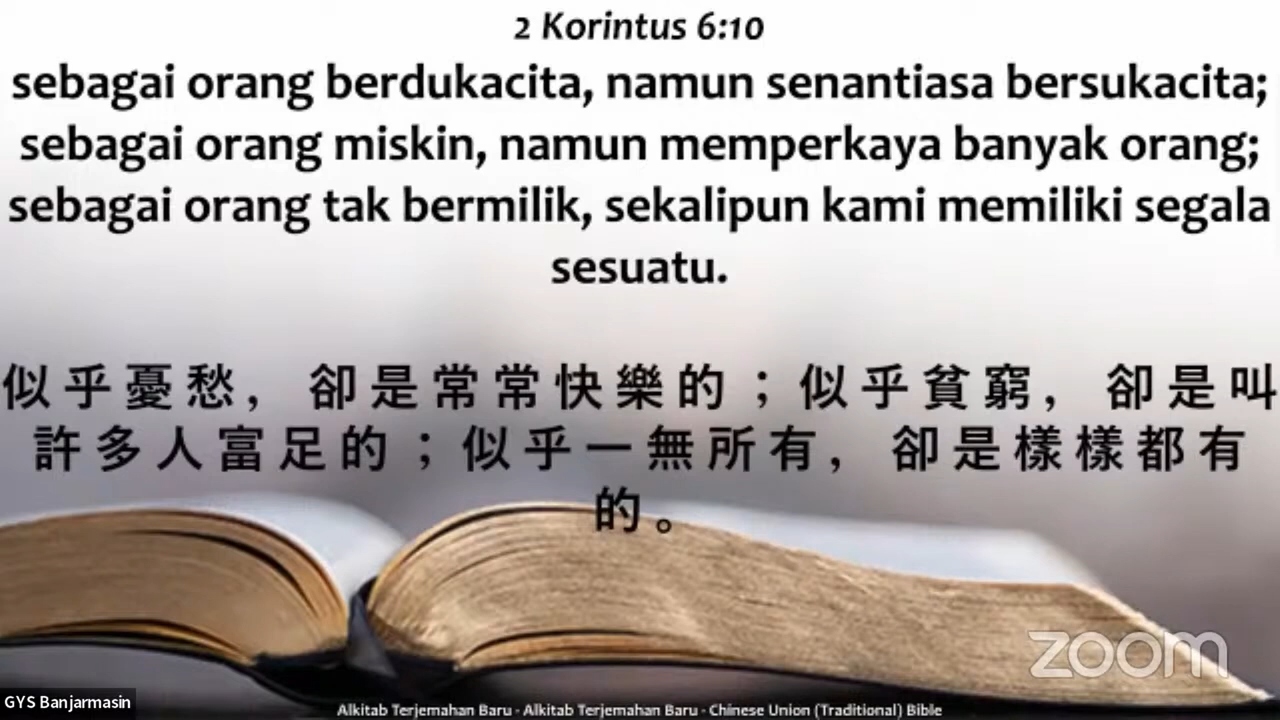 2 Korintus 6:10
sebagai orang berdukacita, namun senantiasa bersukacita;
sebagai orang miskin, namun memperkaya banyak orang;
sebagai orang tak bermilik, sekalipun kami memiliki segala
sesuatu.
似乎憂愁，卻是常常快樂的；似乎貧窮，卻是叫
許多人富足的；似乎一無所有，卻是樣樣都有
的。
zoom
GYS Banjarmasin
Alkitab Terjemahan Baru - Alkitab Terjemahan Baru - Chinese Union (Traditional) Bible